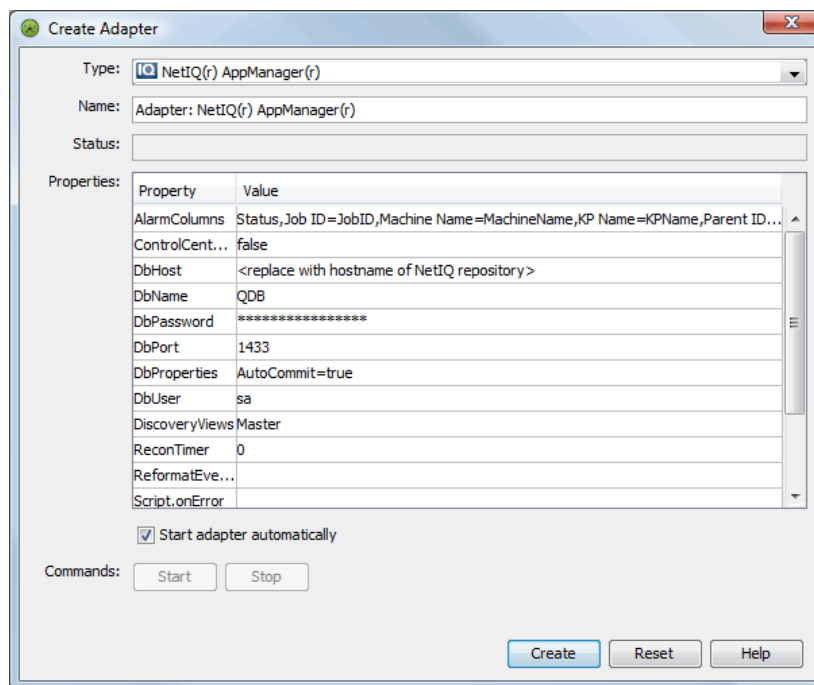 Create Adapter
Type: IQ NetIQ(r) AppManager(r)
Name: Adapter: NetIQ(r) AppManager(r)
Status:
Properties: Property Value
AlarmColumns Status,Job ID=JobID,Machine Name=MachineName,KP Name=KPName,Parent ID...
ControlCent... false
DbHost <replace with hostname of NetIQ repository>
DbName QDB
DbPassword ****************
DbPort 1433
DbProperties AutoCommit=true
DbUser sa
DiscoveryViews Master
ReconTimer 0
ReformatEve...
Script.onError
Start adapter automatically
Commands: Start Stop
Create Reset Help